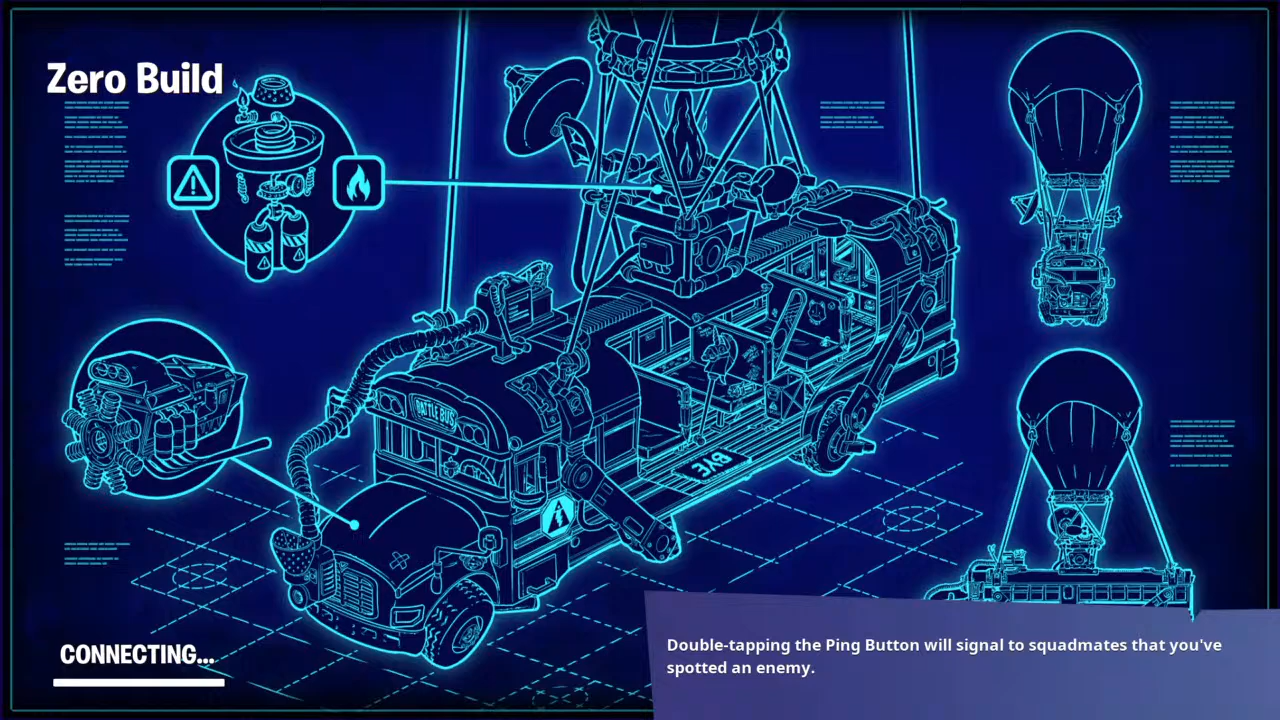 Zero Build
BATTLE BUS
BYE
CONNECTING...
Double-tapping the Ping Button will signal to squadmates that you've
spotted an enemy.